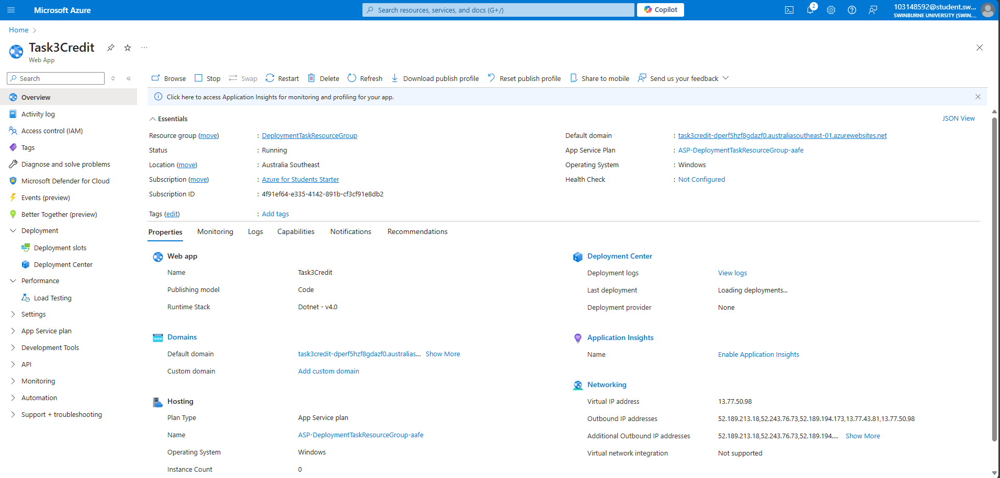 Microsoft Azure
Search resources, services, and docs (G+/)
Copilot
2
103148592@student.sw...
SWINBURNE UNIVERSITY (SWIN....
Home
Task3Credit
Web App
Search
Browse
Stop
Swap
Restart
Delete
Refresh
Download publish profile
Reset publish profile
Share to mobile
Send us your feedback
Click here to access Application Insights for monitoring and profiling for your app.
Overview
Activity log
Access control (IAM)
Tags
Diagnose and solve problems
Microsoft Defender for Cloud
Events (preview)
Better Together (preview)
Deployment
Deployment slots
Deployment Center
Performance
Load Testing
Settings
App Service plan
Development Tools
API
Monitoring
Automation
Support + troubleshooting
Essentials
JSON View
Resource group (move) : DeploymentTaskResourceGroup
Status : Running
Location (move) : Australia Southeast
Subscription (move) : Azure for Students Starter
Subscription ID : 4f91ef64-e335-4142-891b-cf3cf91e8db2
Tags (edit) : Add tags
Default domain : task3credit-dperf5hzf8gdazf0.australiasoutheast-01.azurewebsites.net
App Service Plan : ASP-DeploymentTaskResourceGroup-aafe
Operating System : Windows
Health Check : Not Configured
Properties
Monitoring
Logs
Capabilities
Notifications
Recommendations
Web app
Name Task3Credit
Publishing model Code
Runtime Stack Dotnet - v4.0
Domains
Default domain task3credit-dperf5hzf8gdazf0.australias... Show More
Custom domain Add custom domain
Hosting
Plan Type App Service plan
Name ASP-DeploymentTaskResourceGroup-aafe
Operating System Windows
Instance Count 0
Deployment Center
Deployment logs View logs
Last deployment Loading deployments...
Deployment provider None
Application Insights
Name Enable Application Insights
Networking
Virtual IP address 13.77.50.98
Outbound IP addresses 52.189.213.18,52.243.76.73,52.189.194.173,13.77.43.81,13.77.50.98
Additional Outbound IP addresses 52.189.213.18,52.243.76.73,52.189.194.... Show More
Virtual network integration Not supported